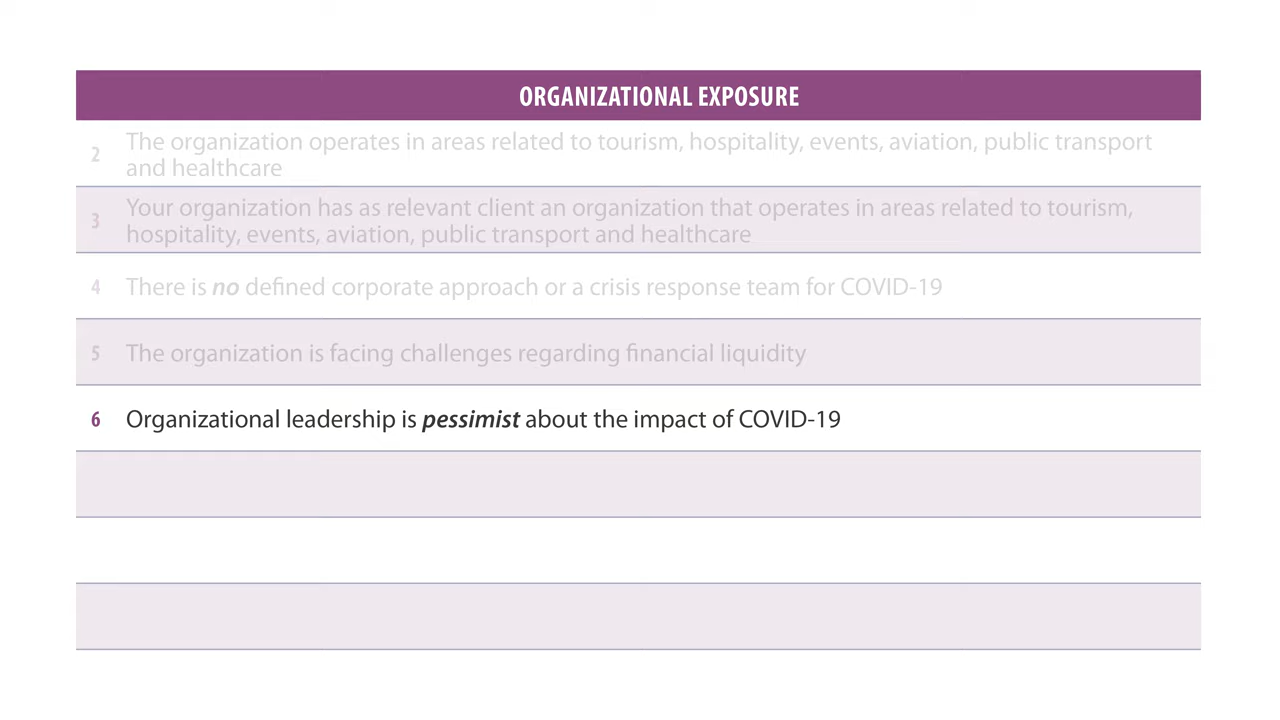 ORGANIZATIONAL EXPOSURE
2 The organization operates in areas related to tourism, hospitality, events, aviation, public transport
and healthcare
3 Your organization has as relevant client an organization that operates in areas related to tourism,
hospitality, events, aviation, public transport and healthcare
4 There is no defined corporate approach or a crisis response team for COVID-19
5 The organization is facing challenges regarding financial liquidity
6 Organizational leadership is pessimist about the impact of COVID-19